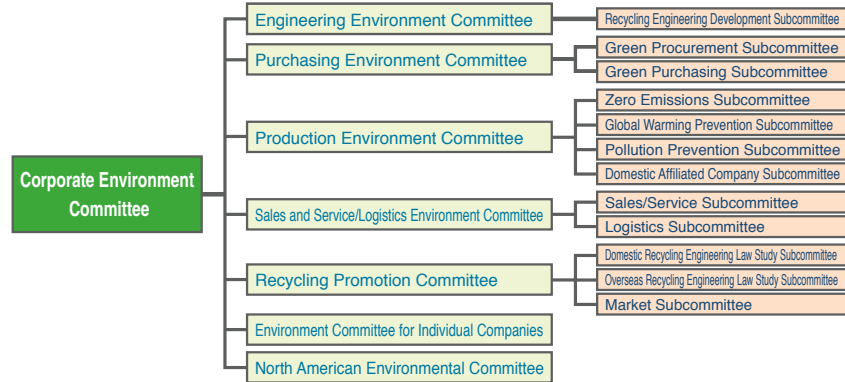 Corporate Environment
Committee
Engineering Environment Committee
Recycling Engineering Development Subcommittee
Purchasing Environment Committee
Green Procurement Subcommittee
Green Purchasing Subcommittee
Production Environment Committee
Zero Emissions Subcommittee
Global Warming Prevention Subcommittee
Pollution Prevention Subcommittee
Domestic Affiliated Company Subcommittee
Sales and Service/Logistics Environment Committee
Sales/Service Subcommittee
Logistics Subcommittee
Recycling Promotion Committee
Domestic Recycling Engineering Law Study Subcommittee
Overseas Recycling Engineering Law Study Subcommittee
Market Subcommittee
Environment Committee for Individual Companies
North American Environmental Committee